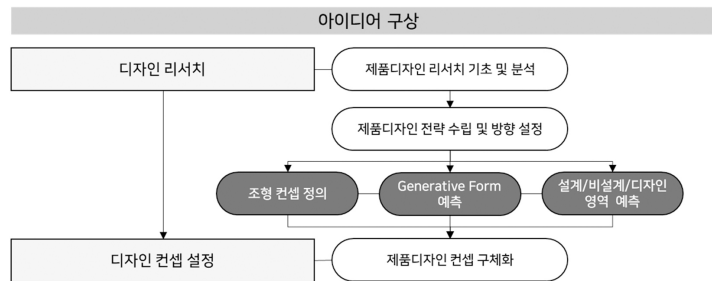 아이디어 구상
디자인 리서치
제품디자인 리서치 기초 및 분석
제품디자인 전략 수립 및 방향 설정
조형 컨셉 정의
Generative Form
예측
설계/비설계/디자인
영역 예측
디자인 컨셉 설정
제품디자인 컨셉 구체화